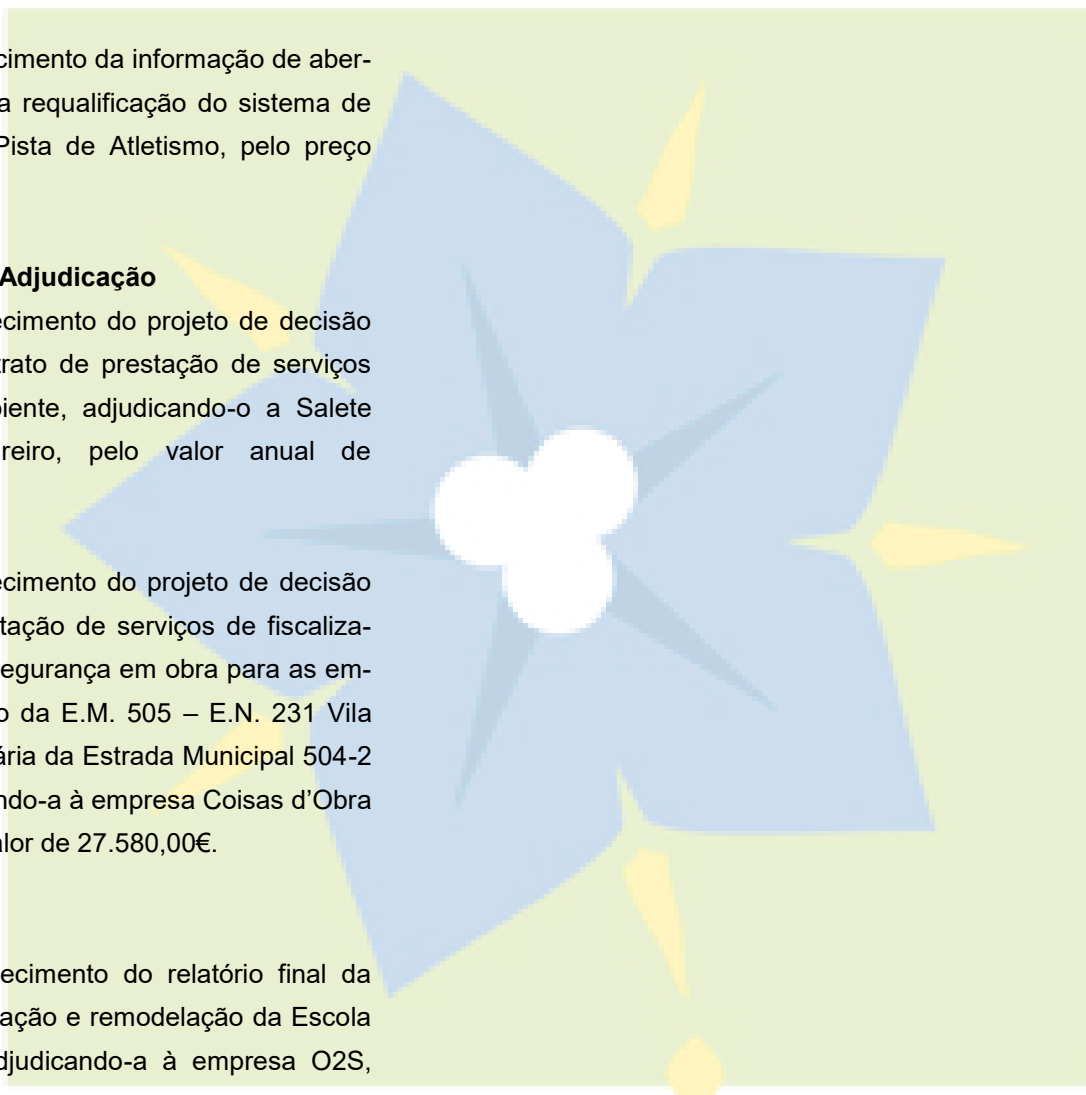 cimento da informação de aber-
a requalificação do sistema de
Pista de Atletismo, pelo preço
Adjudicação
ecimento do projeto de decisão
trato de prestação de serviços
piente, adjudicando-o a Salete
reiro, pelo valor anual de
ecimento do projeto de decisão
tação de serviços de fiscaliza-
segurança em obra para as em-
o da E.M. 505 – E.N. 231 Vila
ária da Estrada Municipal 504-2
ndo-a à empresa Coisas d’Obra
alor de 27.580,00€.
ecimento do relatório final da
ação e remodelação da Escola
djudicando-a à empresa O2S,